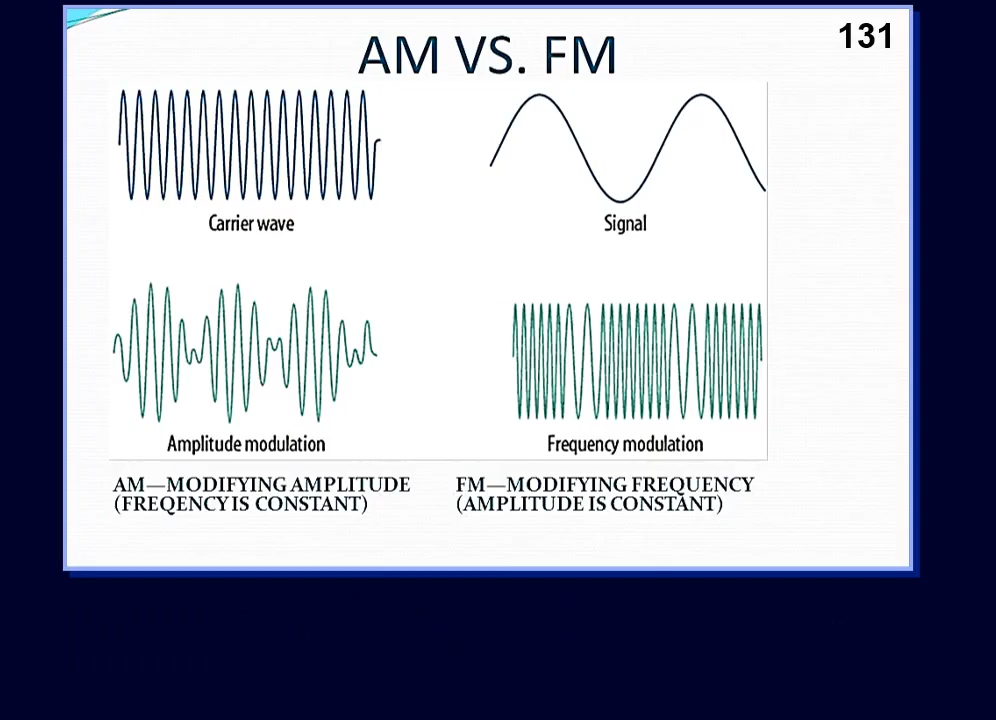 131
AM VS. FM
Carrier wave
Signal
Amplitude modulation
Frequency modulation
AM—MODIFYING AMPLITUDE
(FREQENCY IS CONSTANT)
FM—MODIFYING FREQUENCY
(AMPLITUDE IS CONSTANT)